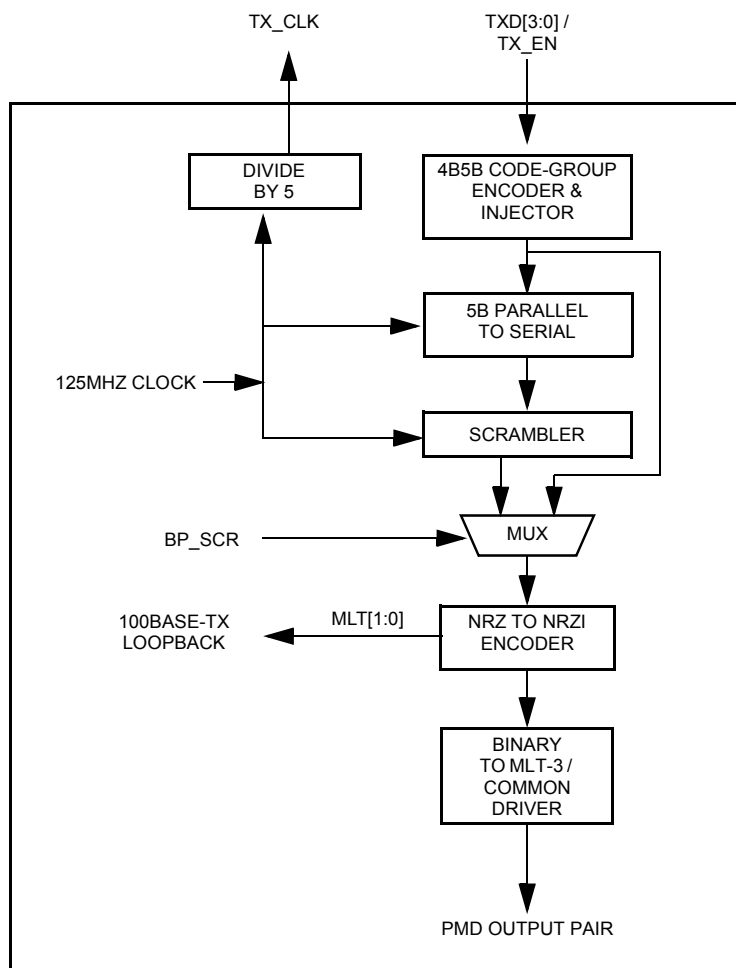 TX_CLK
TXD[3:0] /
TX_EN
DIVIDE
BY 5
4B5B CODE-GROUP
ENCODER &
INJECTOR
5B PARALLEL
TO SERIAL
125MHZ CLOCK
SCRAMBLER
BP_SCR
MUX
100BASE-TX
LOOPBACK
MLT[1:0]
NRZ TO NRZI
ENCODER
BINARY
TO MLT-3 /
COMMON
DRIVER
PMD OUTPUT PAIR